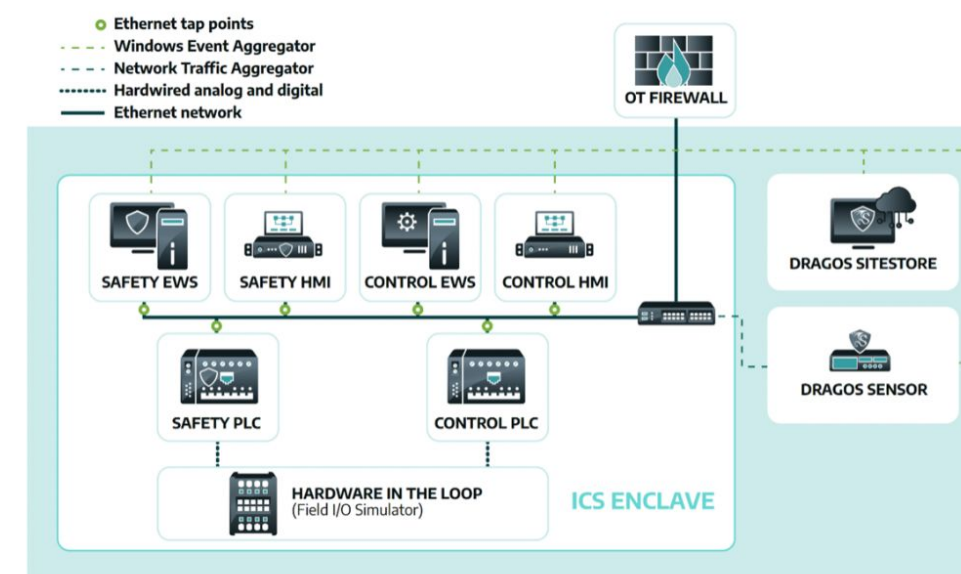 Ethernet tap points
Windows Event Aggregator
Network Traffic Aggregator
Hardwired analog and digital
Ethernet network
OT FIREWALL
SAFETY EWS
SAFETY HMI
CONTROL EWS
CONTROL HMI
DRAGOS SITESTORE
DRAGOS SENSOR
SAFETY PLC
CONTROL PLC
HARDWARE IN THE LOOP
(Field I/O Simulator)
ICS ENCLAVE